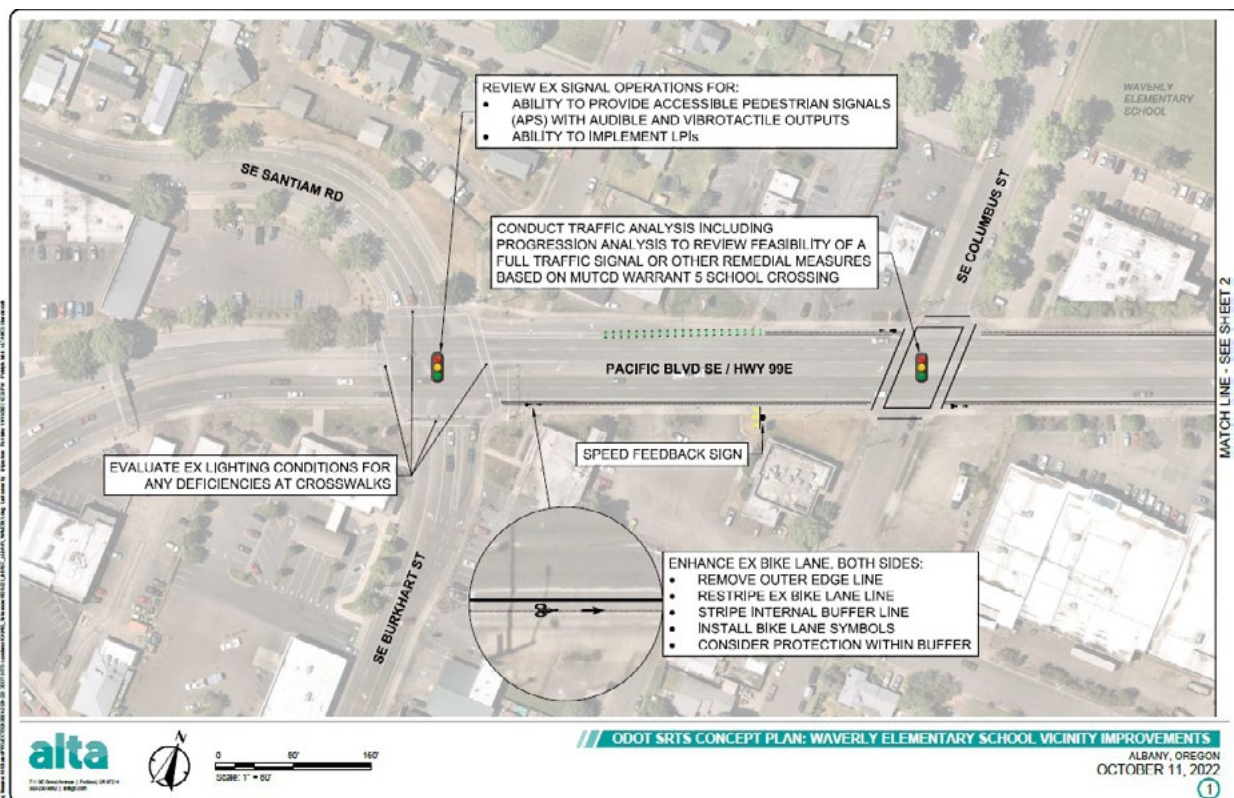 REVIEW EX SIGNAL OPERATIONS FOR:
• ABILITY TO PROVIDE ACCESSIBLE PEDESTRIAN SIGNALS
(APS) WITH AUDIBLE AND VIBROTACTILE OUTPUTS
• ABILITY TO IMPLEMENT LPIs
WAVERLY
ELEMENTARY
SCHOOL
SE SANTIAM RD
CONDUCT TRAFFIC ANALYSIS INCLUDING
PROGRESSION ANALYSIS TO REVIEW FEASIBILITY OF A
FULL TRAFFIC SIGNAL OR OTHER REMEDIAL MEASURES
BASED ON MUTCD WARRANT 5 SCHOOL CROSSING
SE COLUMBUS ST
MATCH LINE - SEE SHEET 2
PACIFIC BLVD SE / HWY 99E
SPEED FEEDBACK SIGN
EVALUATE EX LIGHTING CONDITIONS FOR
ANY DEFICIENCIES AT CROSSWALKS
SE BURKHART ST
ENHANCE EX BIKE LANE, BOTH SIDES:
• REMOVE OUTER EDGE LINE
• RESTRIPE EX BIKE LANE LINE
• STRIPE INTERNAL BUFFER LINE
• INSTALL BIKE LANE SYMBOLS
• CONSIDER PROTECTION WITHIN BUFFER
alta
N
0 80' 160'
Scale: 1" = 80'
ODOT SRTS CONCEPT PLAN: WAVERLY ELEMENTARY SCHOOL VICINITY IMPROVEMENTS
ALBANY, OREGON
OCTOBER 11, 2022
1